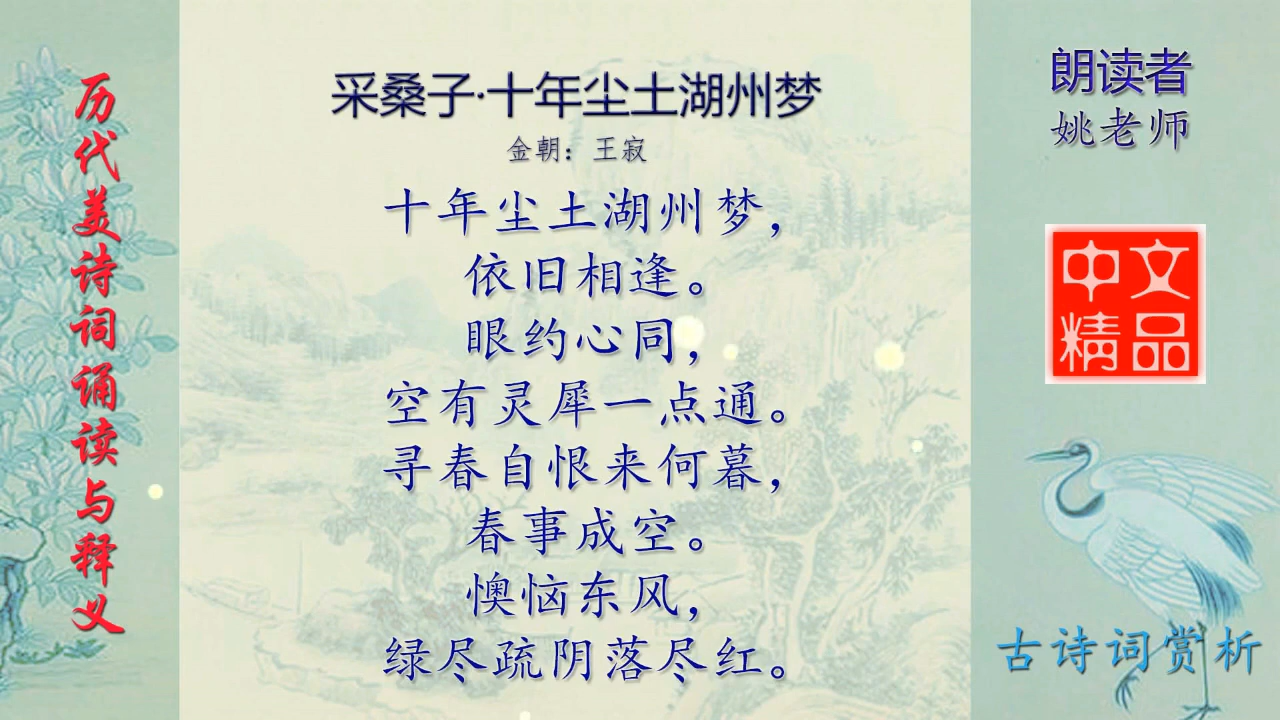 历代美诗词诵读与释义
采桑子·十年尘土湖州梦
金朝：王寂
十年尘土湖州梦，
依旧相逢。
眼约心同，
空有灵犀一点通。
寻春自恨来何暮，
春事成空。
懊恼东风，
绿尽疏阴落尽红。
朗读者
姚老师
中文
精品
古诗词赏析